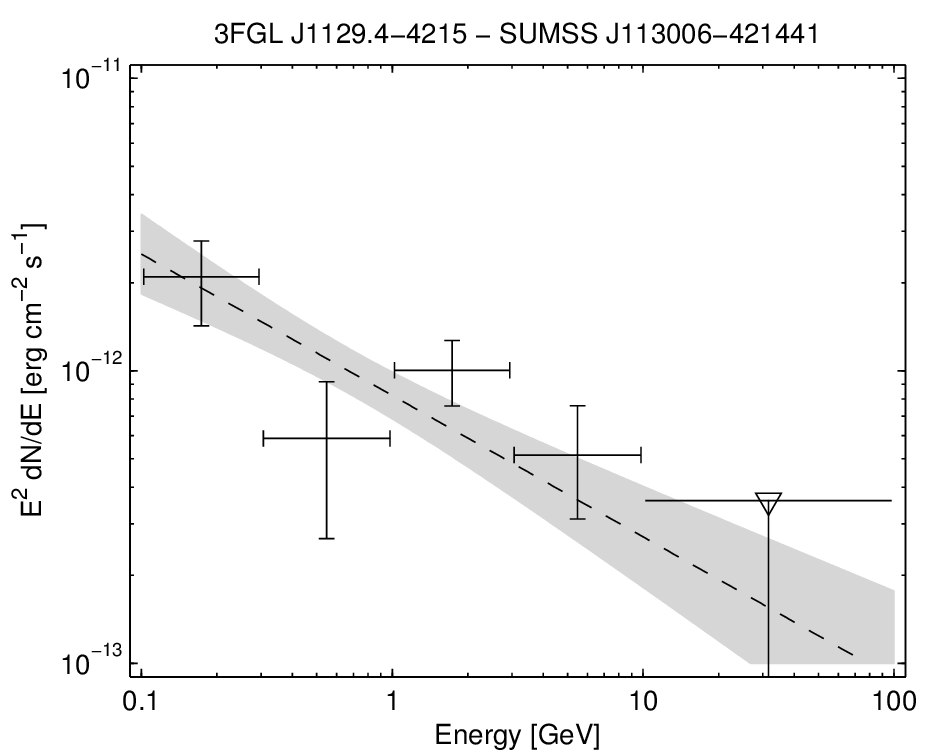 3FGL J1129.4−4215 − SUMSS J113006−421441
10⁻¹¹
10⁻¹²
10⁻¹³
E² dN/dE [erg cm⁻² s⁻¹]
0.1 1 10 100
Energy [GeV]